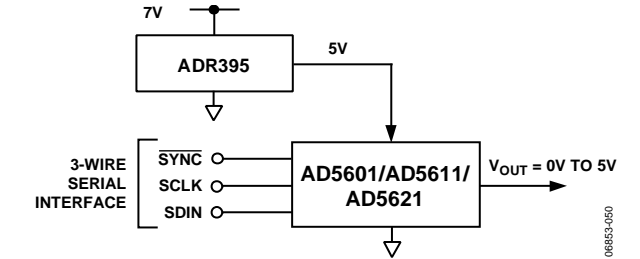 7V
ADR395
5V
3-WIRE
SERIAL
INTERFACE
SYNC
SCLK
SDIN
AD5601/AD5611/
AD5621
VOUT = 0V TO 5V
06853-050